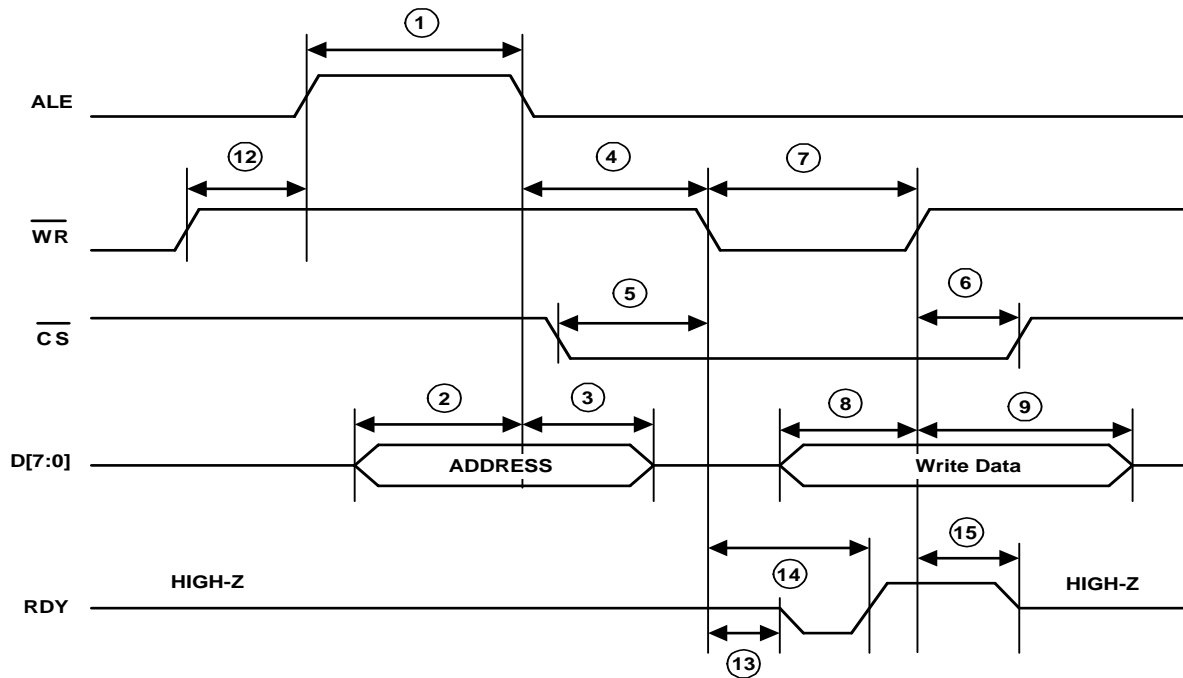 1
ALE
12
4
7
WR
5
6
CS
2
3
8
9
D[7:0]
ADDRESS
Write Data
15
HIGH-Z
14
HIGH-Z
RDY
13